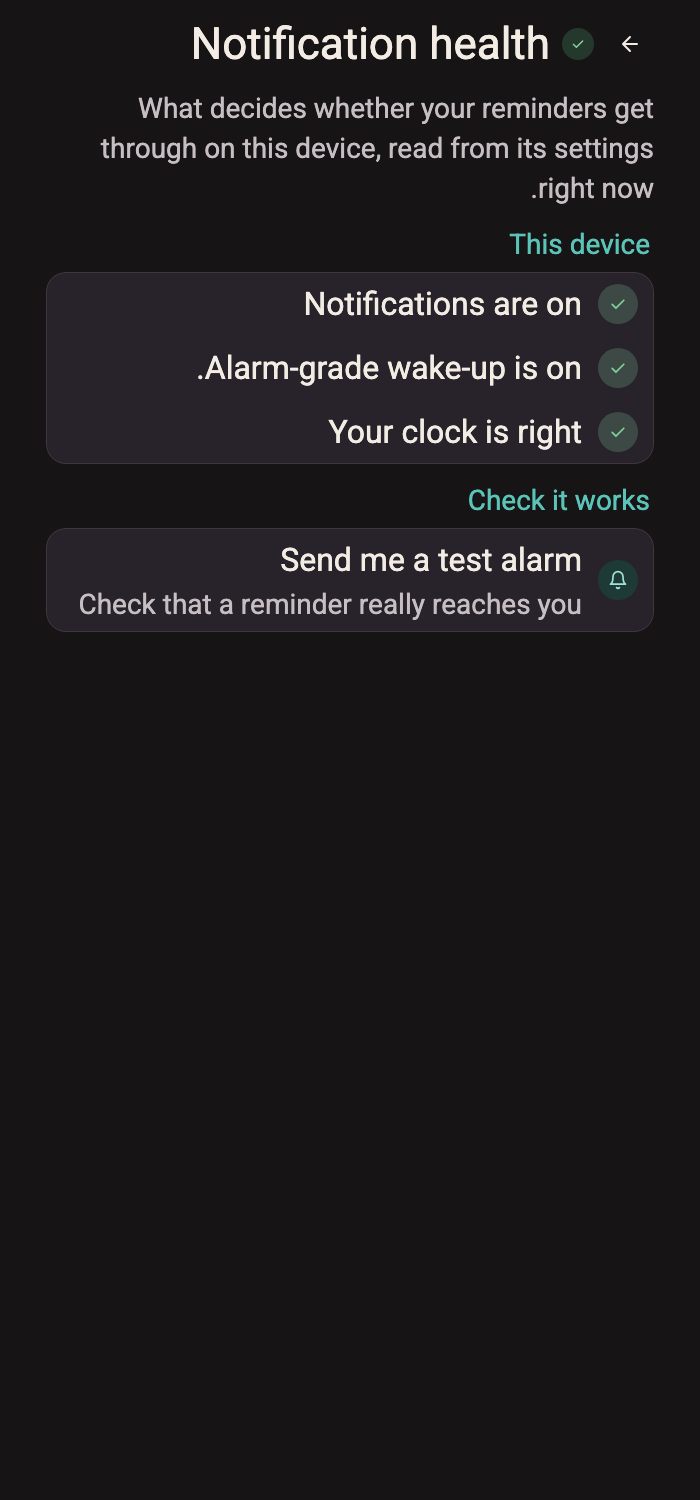 Notification health
What decides whether your reminders get
through on this device, read from its settings
.right now
This device
Notifications are on
.Alarm-grade wake-up is on
Your clock is right
Check it works
Send me a test alarm
Check that a reminder really reaches you